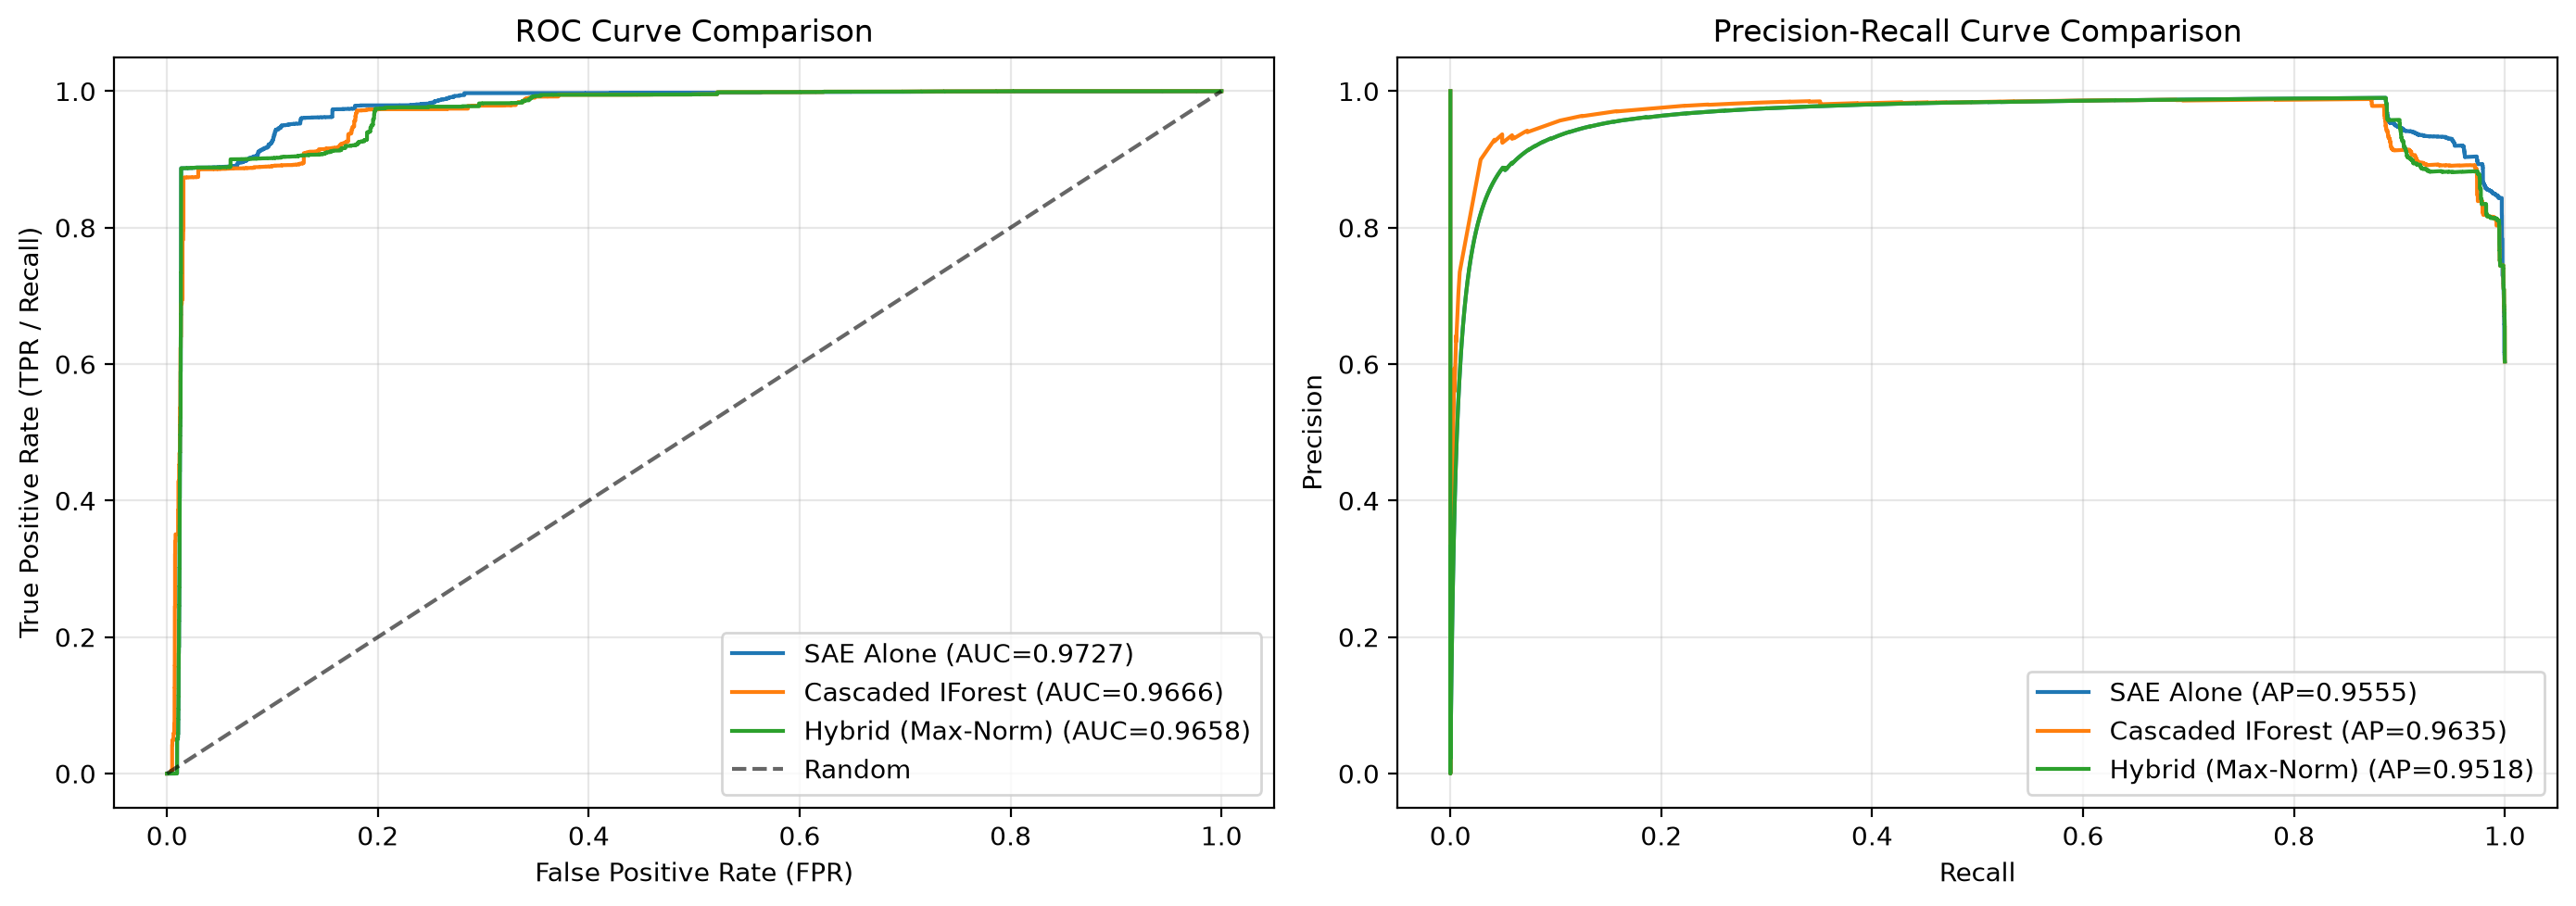 ROC Curve Comparison
True Positive Rate (TPR / Recall)
1.0
0.8
0.6
0.4
0.2
0.0
SAE Alone (AUC=0.9727)
Cascaded IForest (AUC=0.9666)
Hybrid (Max-Norm) (AUC=0.9658)
Random
0.0 0.2 0.4 0.6 0.8 1.0
False Positive Rate (FPR)
Precision-Recall Curve Comparison
Precision
1.0
0.8
0.6
0.4
0.2
0.0
SAE Alone (AP=0.9555)
Cascaded IForest (AP=0.9635)
Hybrid (Max-Norm) (AP=0.9518)
0.0 0.2 0.4 0.6 0.8 1.0
Recall